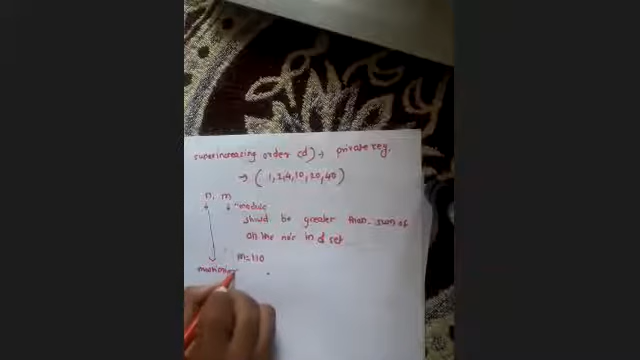 superincreasing order (d) → private key.
→ (1,2,4,10,20,40)
n, m
modulo
should be greater than sum of
all the no's in d set
m=110